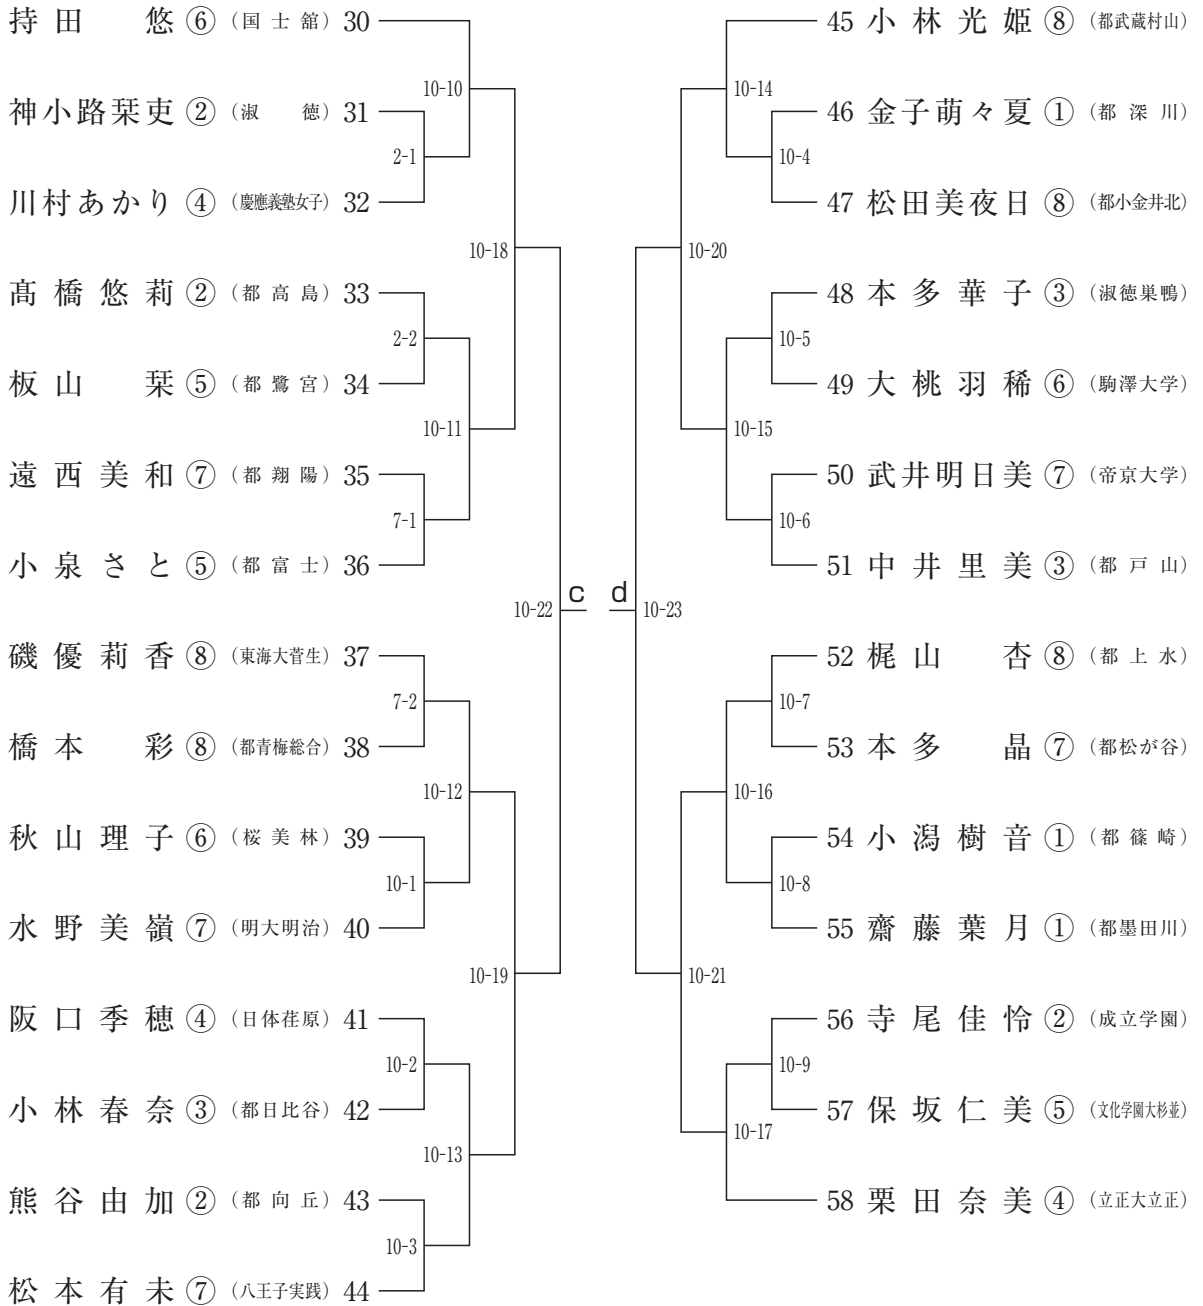 持田 悠 ⑥ （国士舘） 30
10-10
神小路栞吏 ② （淑 徳） 31
2-1
川村あかり ④ （慶應義塾女子） 32
10-18
髙橋悠莉 ② （都高島） 33
2-2
板山 栞 ⑤ （都鷺宮） 34
10-11
遠西美和 ⑦ （都翔陽） 35
7-1
小泉さと ⑤ （都富士） 36
10-22 c
磯優莉香 ⑧ （東海大菅生） 37
7-2
橋本 彩 ⑧ （都青梅総合） 38
10-12
秋山理子 ⑥ （桜美林） 39
10-1
水野美嶺 ⑦ （明大明治） 40
10-19
阪口季穂 ④ （日体荏原） 41
10-2
小林春奈 ③ （都日比谷） 42
10-13
熊谷由加 ② （都向丘） 43
10-3
松本有未 ⑦ （八王子実践） 44
45 小林光姫 ⑧ （都武蔵村山）
10-14
46 金子萌々夏 ① （都深川）
10-4
47 松田美夜日 ⑧ （都小金井北）
10-20
48 本多華子 ③ （淑徳巣鴨）
10-5
49 大桃羽稀 ⑥ （駒澤大学）
10-15
50 武井明日美 ⑦ （帝京大学）
10-6
51 中井里美 ③ （都戸山）
d 10-23
52 梶山 杏 ⑧ （都上水）
10-7
53 本多 晶 ⑦ （都松が谷）
10-16
54 小潟樹音 ① （都篠崎）
10-8
55 齋藤葉月 ① （都墨田川）
10-21
56 寺尾佳怜 ② （成立学園）
10-9
57 保坂仁美 ⑤ （文化学園大杉並）
10-17
58 栗田奈美 ④ （立正大立正）